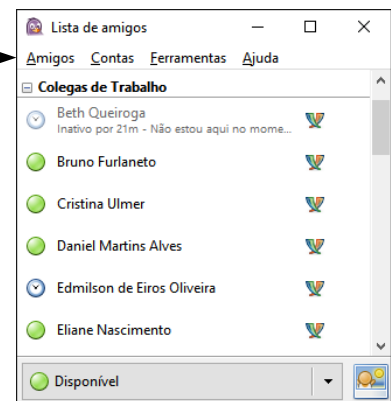 Lista de amigos
Amigos Contas Ferramentas Ajuda
Colegas de Trabalho
Beth Queiroga
Inativo por 21m - Não estou aqui no mome...
Bruno Furlaneto
Cristina Ulmer
Daniel Martins Alves
Edmilson de Eiros Oliveira
Eliane Nascimento
Disponível